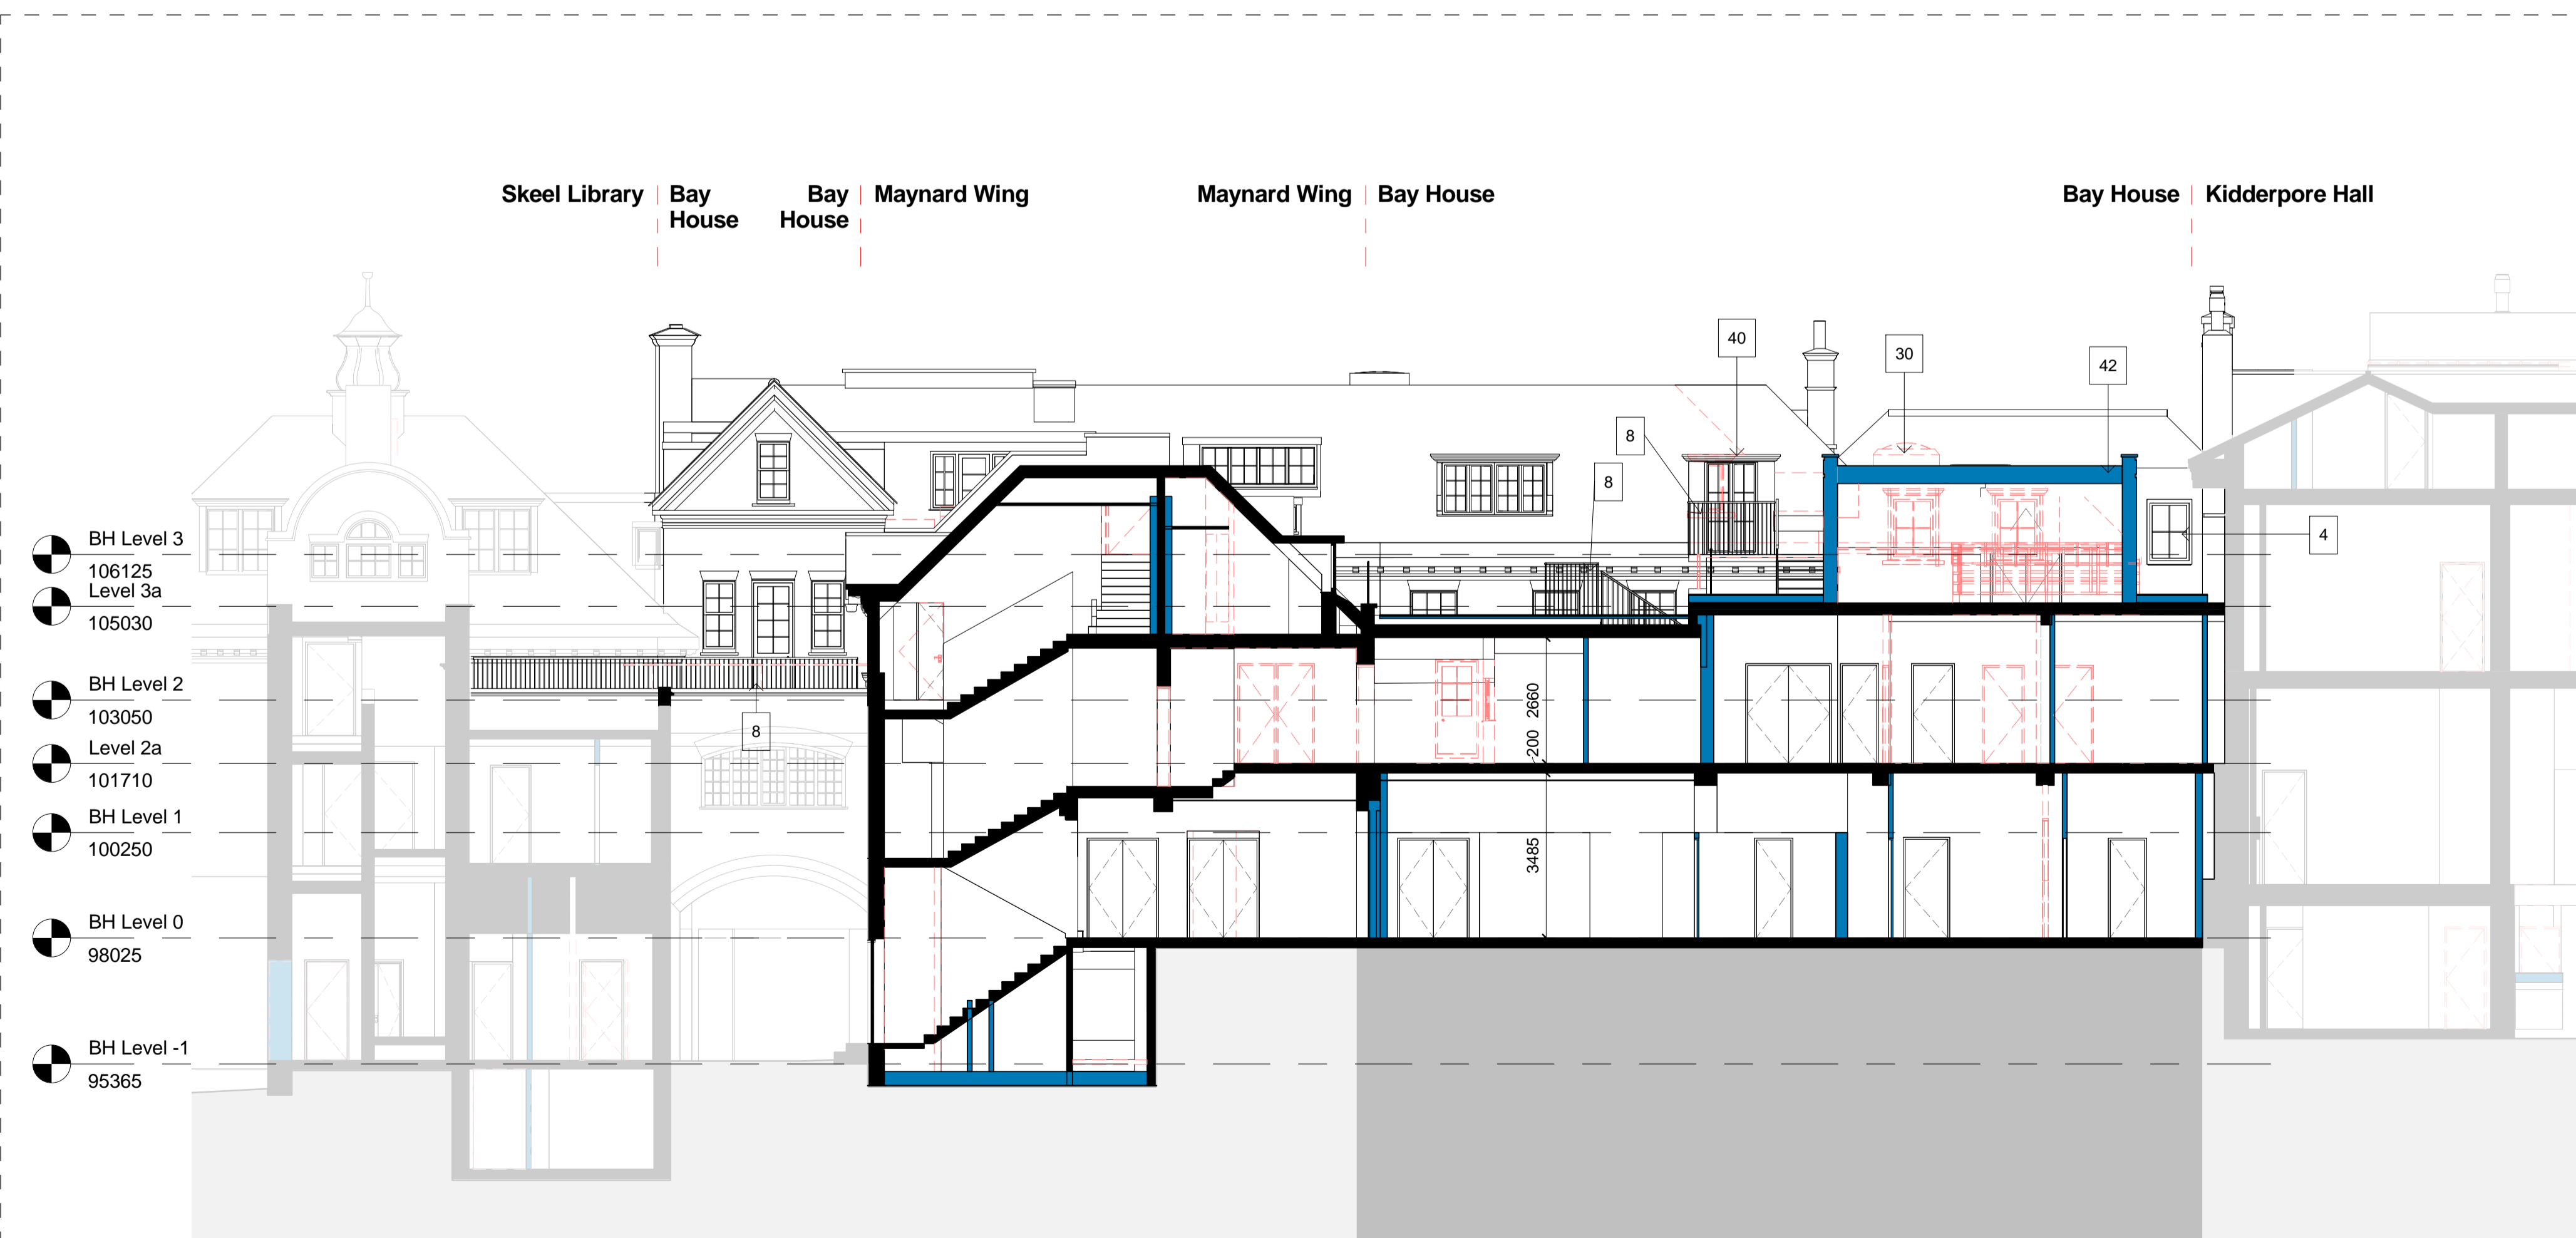 Skeel Library
Bay
House
Bay
House
Maynard Wing
Maynard Wing
Bay House
Bay House
Kidderpore Hall
40
30
42
8
8
4
8
BH Level 3
106125
Level 3a
105030
BH Level 2
103050
Level 2a
101710
BH Level 1
100250
BH Level 0
98025
BH Level -1
95365
2660
200
3485